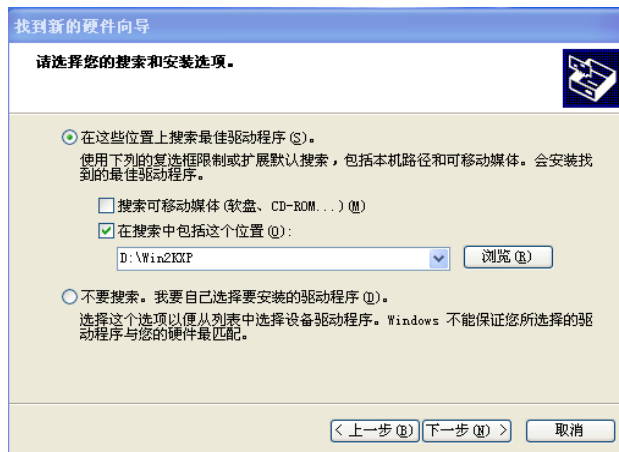 找到新的硬件向导
请选择您的搜索和安装选项。
在这些位置上搜索最佳驱动程序(S)。
使用下列的复选框限制或扩展默认搜索，包括本机路径和可移动媒体。会安装找
到的最佳驱动程序。
搜索可移动媒体(软盘、CD-ROM...)(M)
在搜索中包括这个位置(O):
D:\Win2KXP
浏览(R)
不要搜索。我要自己选择要安装的驱动程序(D)。
选择这个选项以便从列表中选择设备驱动程序。Windows 不能保证您所选择的驱
动程序与您的硬件最匹配。
< 上一步(B) 下一步(N) > 取消